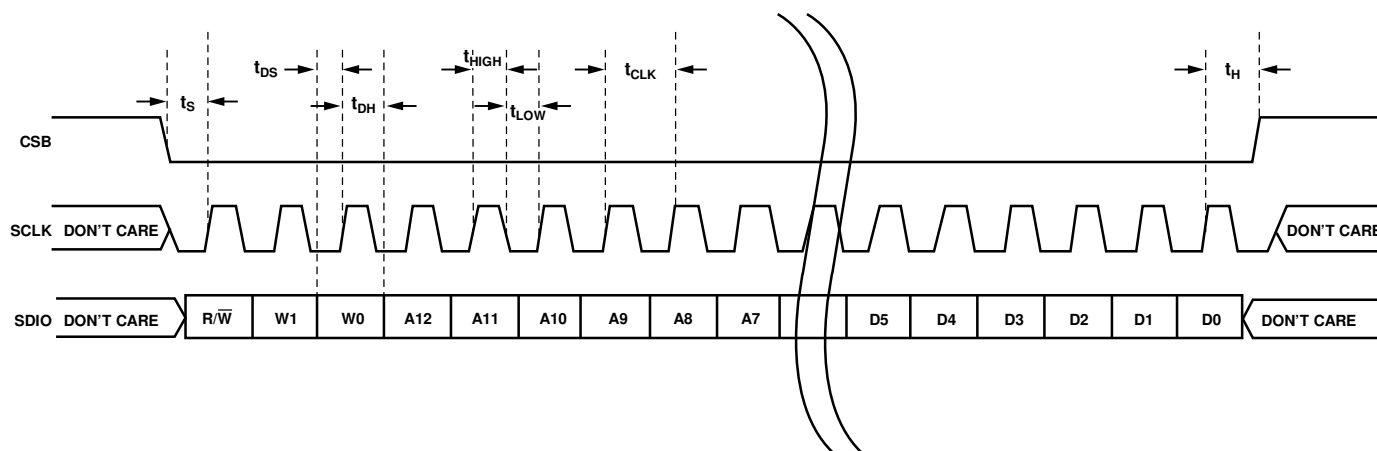 tDS
tHIGH
tCLK
tH
tS
tDH
tLOW
CSB
SCLK DON'T CARE
DON'T CARE
SDIO DON'T CARE R/W̅ W1 W0 A12 A11 A10 A9 A8 A7 D5 D4 D3 D2 D1 D0 DON'T CARE